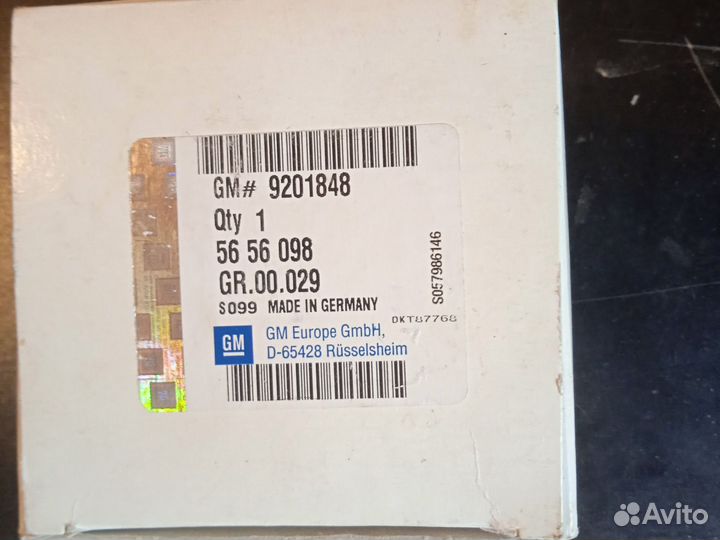 GM# 9201848
Qty 1
56 56 098
GR.00.029
S099 MADE IN GERMANY
DKT87768
S057986146
GM
GM Europe GmbH,
D-65428 Rüsselsheim
GM
Avito